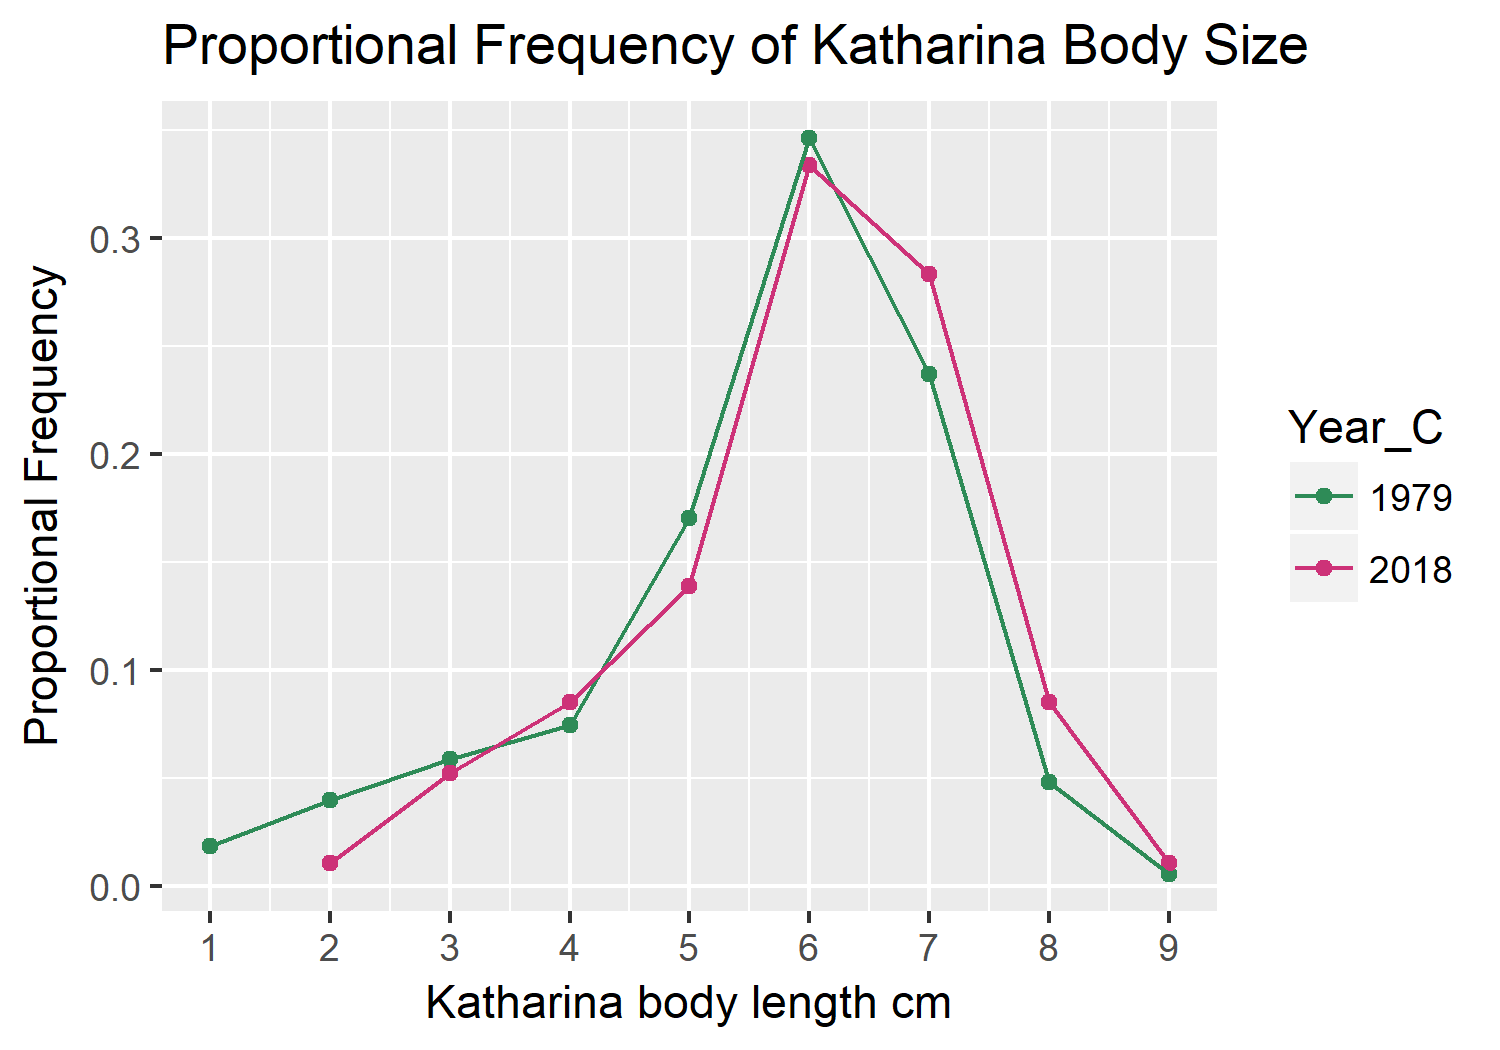 Proportional Frequency of Katharina Body Size
Proportional Frequency
0.3
0.2
0.1
0.0
1 2 3 4 5 6 7 8 9
Katharina body length cm
Year_C
1979
2018